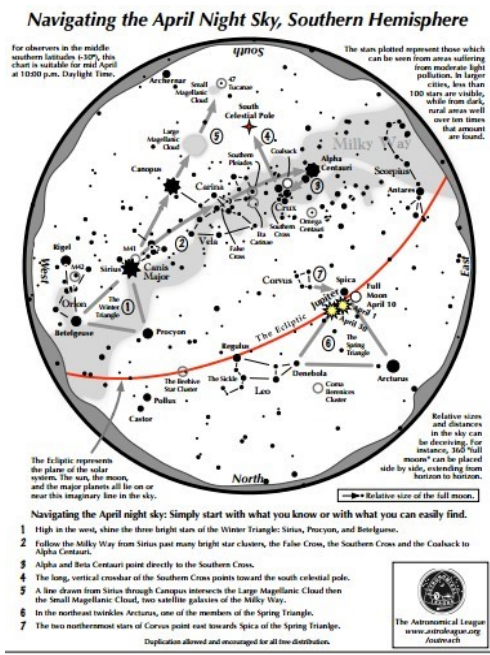 Navigating the April Night Sky, Southern Hemisphere
For observers in the middle
southern latitudes (-30°), this
chart is suitable for mid April
at 10:00 p.m. Daylight Time.
The stars plotted represent those which
can be seen from areas suffering
from moderate light
pollution. In larger
cities, less than
100 stars are visible,
while from dark,
rural areas well
over ten times
that amount
are found.
South
Achernar
Small
Magellanic
Cloud
47
Tucanae
South
Celestial Pole
Large
Magellanic
Cloud
5
4
Milky Way
Southern
Pleiades
Coalsack
Alpha
Centauri
Scorpius
Canopus
Carina
3
Antares
Crux
Omega
Centauri
Southern
Cross
Eta
Carinae
False
Cross
Vela
2
M41
Rigel
M42
Sirius
Canis
Major
West
East
Orion
Corvus
7
Spica
Full
Moon
April 10
Jupiter
April 1
April 30
The
Winter
Triangle
1
Betelgeuse
Procyon
The Ecliptic
6
The
Spring
Triangle
Regulus
Denebola
Arcturus
The Beehive
Star Cluster
The Sickle
Leo
Coma
Berenices
Cluster
Pollux
Castor
North
The Ecliptic represents
the plane of the solar
system. The sun, the moon,
and the major planets all lie on or
near this imaginary line in the sky.
Relative sizes
and distances
in the sky can
be deceiving. For
instance, 360 "full
moons" can be placed
side by side, extending from
horizon to horizon.
Relative size of the full moon.
Navigating the April night sky: Simply start with what you know or with what you can easily find.
1 High in the west, shine the three bright stars of the Winter Triangle: Sirius, Procyon, and Betelguese.
2 Follow the Milky Way from Sirius past many bright star clusters, the False Cross, the Southern Cross and the Coalsack to
Alpha Centauri.
3 Alpha and Beta Centauri point directly to the Southern Cross.
4 The long, vertical crossbar of the Southern Cross points toward the south celestial pole.
5 A line drawn from Sirius through Canopus intersects the Large Magellanic Cloud then
the Small Magellanic Cloud, two satellite galaxies of the Milky Way.
6 In the northeast twinkles Arcturus, one of the members of the Spring Triangle.
7 The two northernmost stars of Corvus point east towards Spica of the Spring Trianlge.
Duplication allowed and encouraged for all free distribution.
The Astronomical League
www.astroleague.org
/outreach